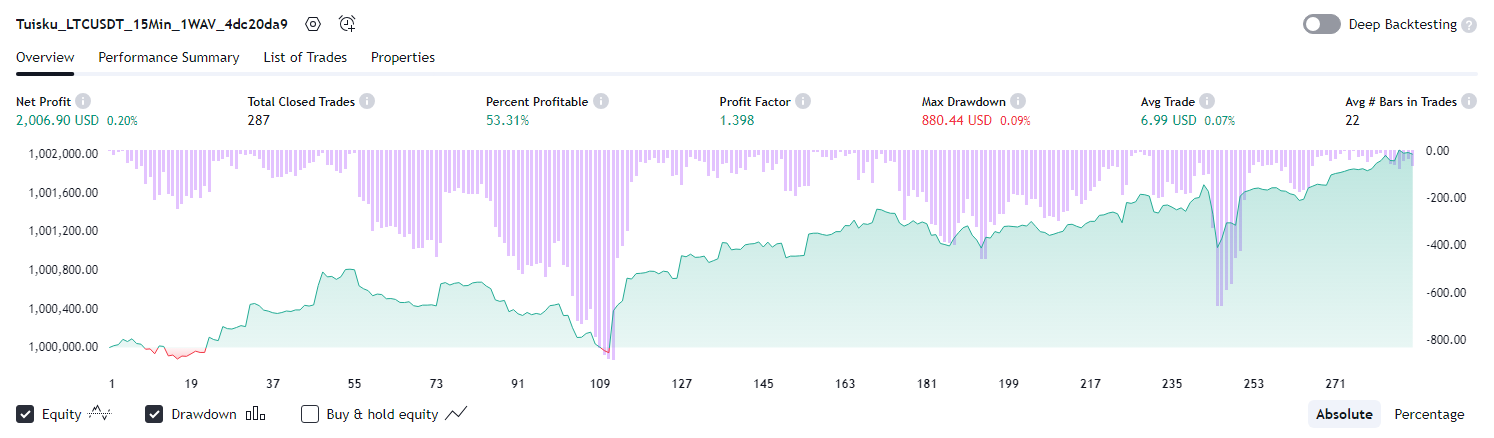 Tuisku_LTCUSDT_15Min_1WAV_4dc20da9 Deep Backtesting ?
Overview Performance Summary List of Trades Properties
Net Profit Total Closed Trades Percent Profitable Profit Factor Max Drawdown Avg Trade Avg # Bars in Trades
2,006.90 USD 0.20% 287 53.31% 1.398 880.44 USD 0.09% 6.99 USD 0.07% 22
1,002,000.00 0.00
1,001,600.00 -200.00
1,001,200.00 -400.00
1,000,800.00
1,000,400.00 -600.00
1,000,000.00 -800.00
1 19 37 55 73 91 109 127 145 163 181 199 217 235 253 271
Equity Drawdown Buy & hold equity Absolute Percentage